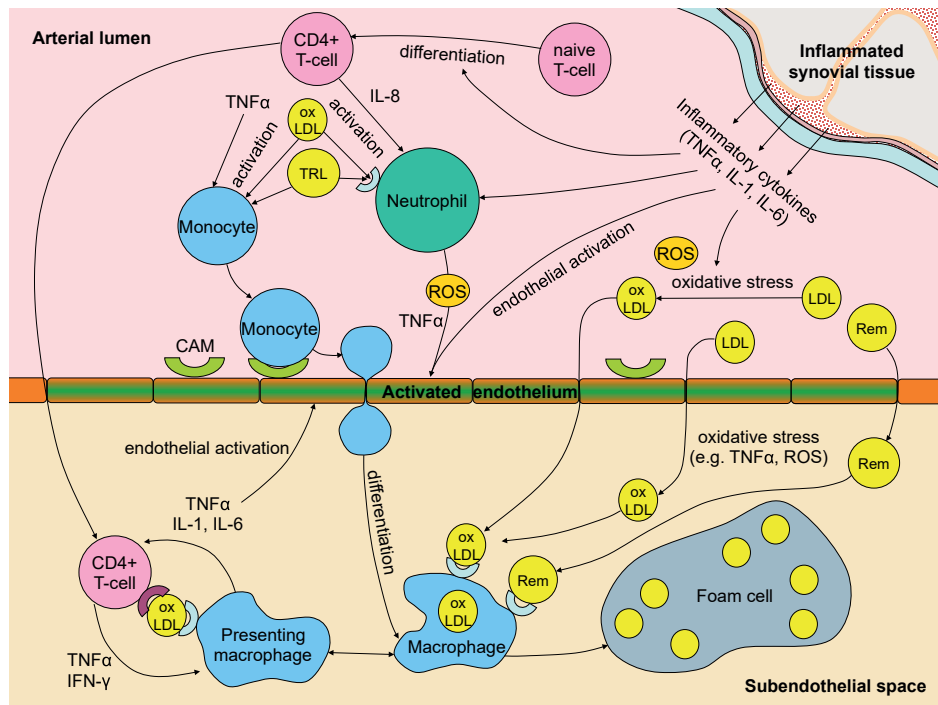 Arterial lumen
CD4+
T-cell
differentiation
naive
T-cell
Inflammated
synovial tissue
TNFα
IL-8
ox
LDL
activation
activation
TRL
Neutrophil
Monocyte
Inflammatory cytokines
(TNFα, IL-1, IL-6)
endothelial activation
ROS
ROS
oxidative stress
ox
LDL
LDL
TNFα
Monocyte
CAM
LDL
Rem
Activated endothelium
endothelial activation
oxidative stress
(e.g. TNFα, ROS)
Rem
TNFα
IL-1, IL-6
differentiation
ox
LDL
ox
LDL
CD4+
T-cell
ox
LDL
Rem
ox
LDL
Foam cell
Presenting
macrophage
Macrophage
TNFα
IFN-γ
Subendothelial space